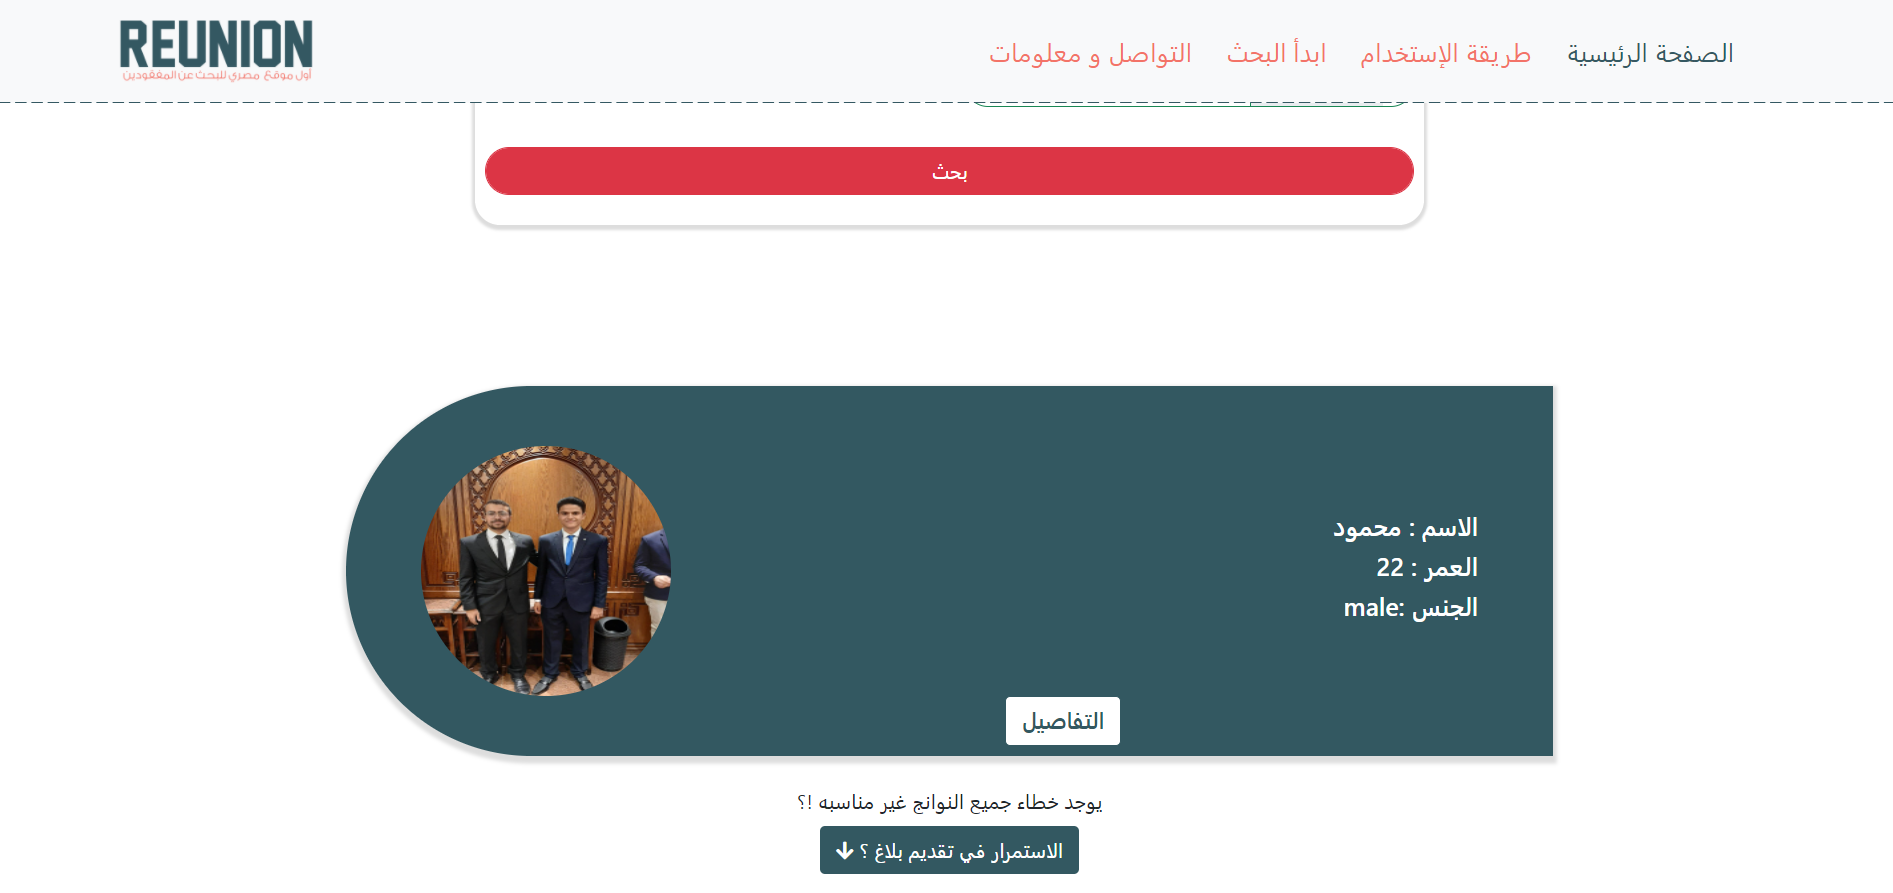 REUNION
أول موقع مصري للبحث عن المفقودين
الصفحة الرئيسية
طريقة الإستخدام
ابدأ البحث
التواصل و معلومات
بحث
الاسم : محمود
العمر : 22
الجنس :male
التفاصيل
يوجد خطاء جميع النوانج غير مناسبه !؟
الاستمرار في تقديم بلاغ ؟